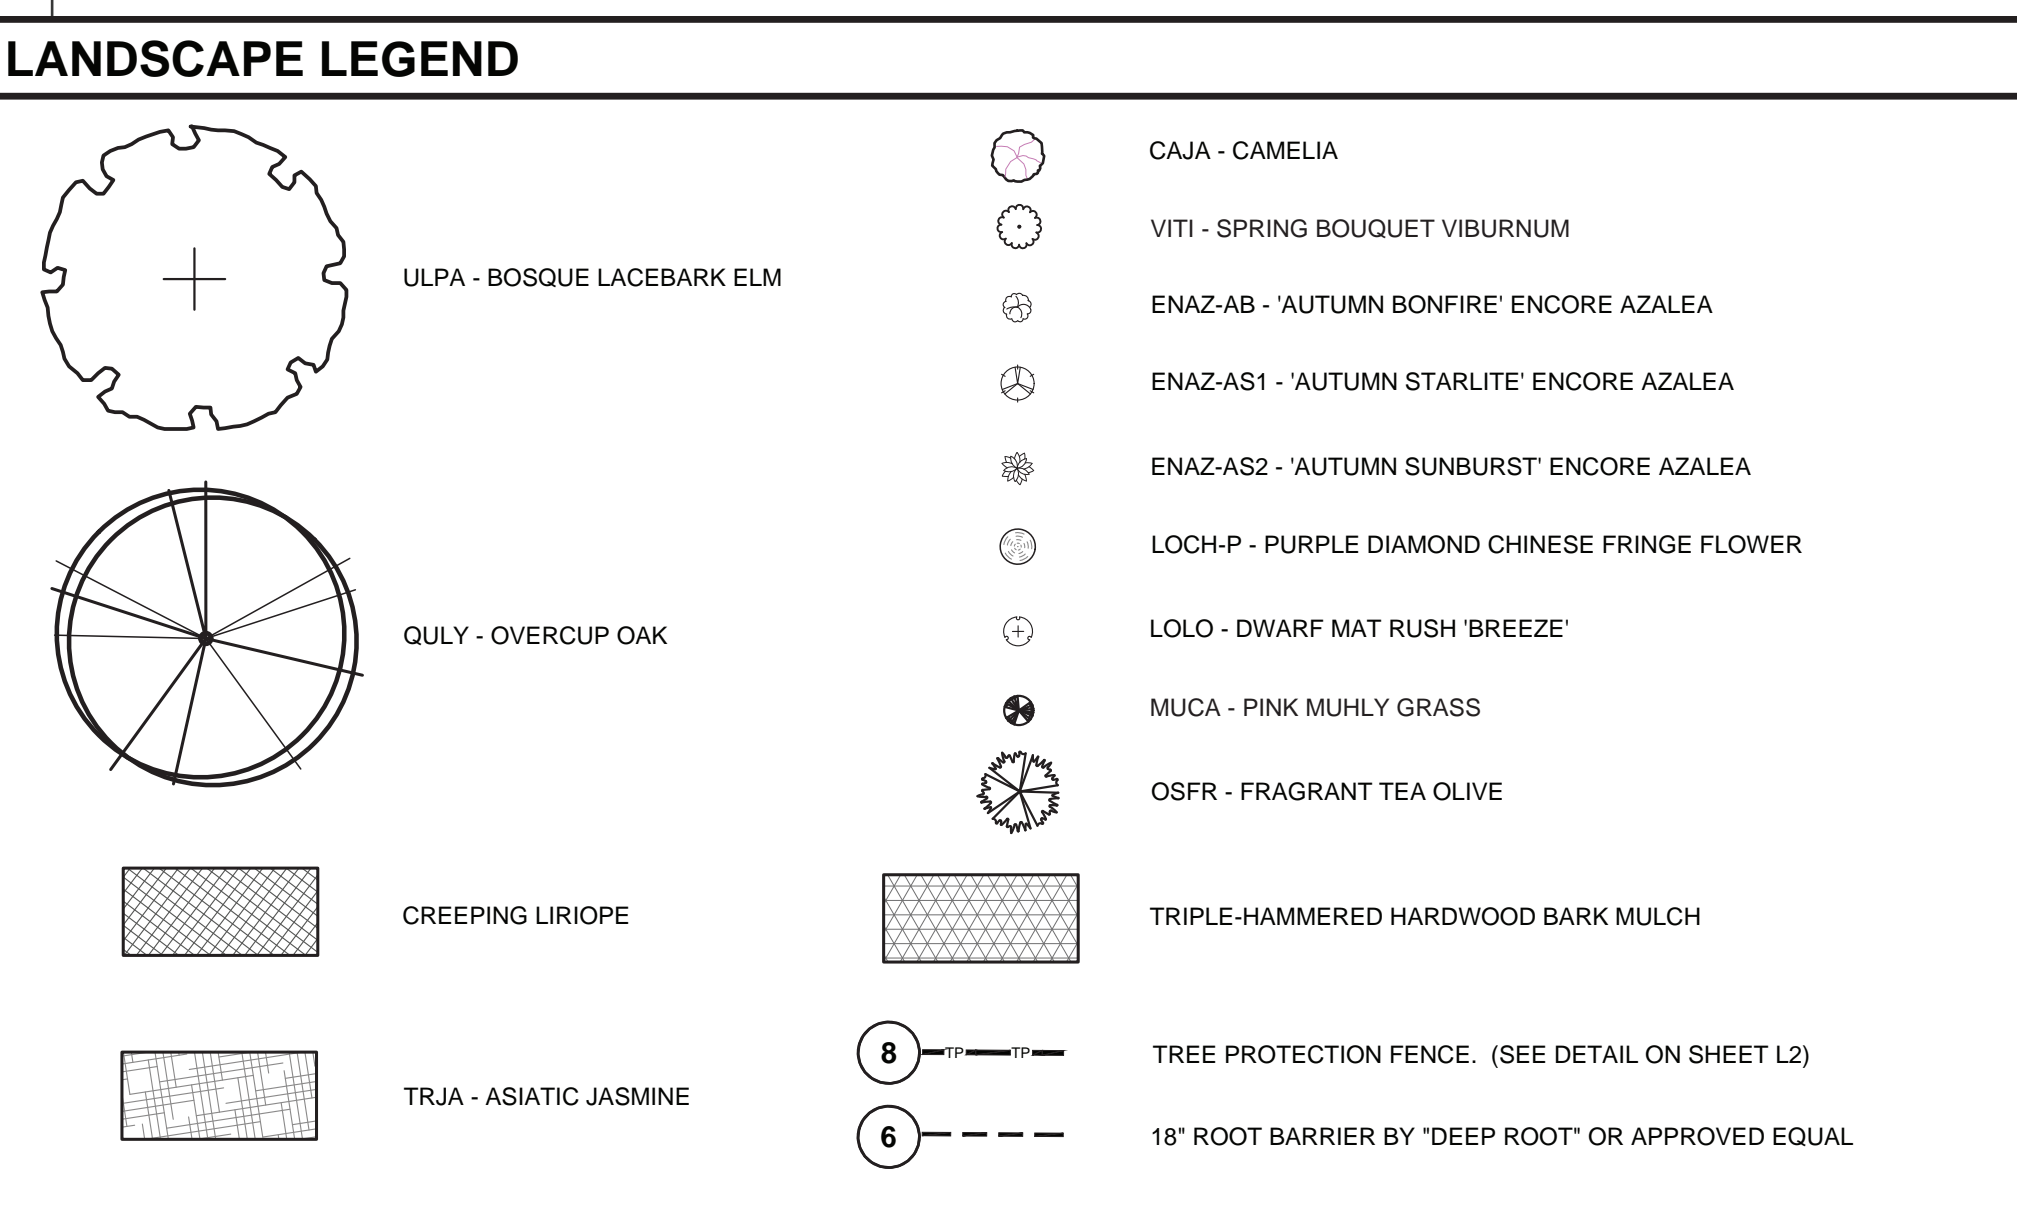 LANDSCAPE LEGEND
ULPA - BOSQUE LACEBARK ELM
QULY - OVERCUP OAK
CREEPING LIRIOPE
TRJA - ASIATIC JASMINE
CAJA - CAMELIA
VITI - SPRING BOUQUET VIBURNUM
ENAZ-AB - 'AUTUMN BONFIRE' ENCORE AZALEA
ENAZ-AS1 - 'AUTUMN STARLITE' ENCORE AZALEA
ENAZ-AS2 - 'AUTUMN SUNBURST' ENCORE AZALEA
LOCH-P - PURPLE DIAMOND CHINESE FRINGE FLOWER
LOLO - DWARF MAT RUSH 'BREEZE'
MUCA - PINK MUHLY GRASS
OSFR - FRAGRANT TEA OLIVE
TRIPLE-HAMMERED HARDWOOD BARK MULCH
8 TP TP TREE PROTECTION FENCE. (SEE DETAIL ON SHEET L2)
6 18" ROOT BARRIER BY "DEEP ROOT" OR APPROVED EQUAL